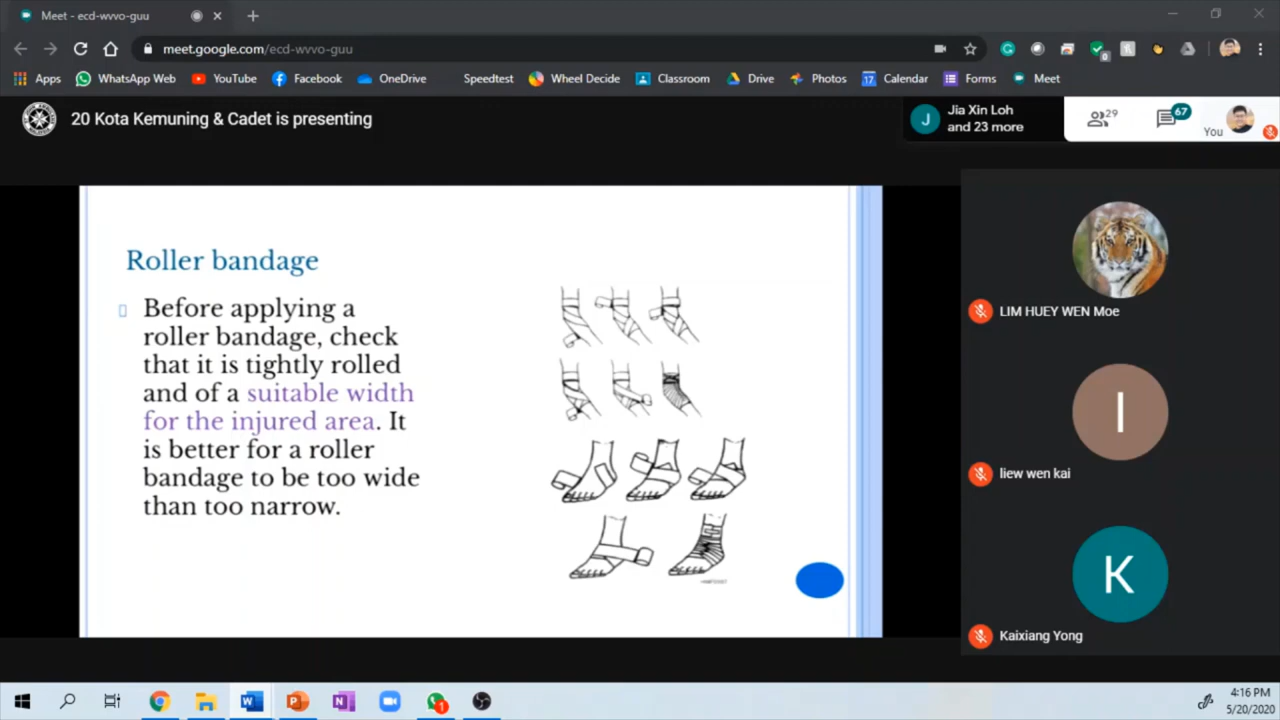 Meet - ecd-wvvo-guu
meet.google.com/ecd-wvvo-guu
Apps WhatsApp Web YouTube Facebook OneDrive Speedtest Wheel Decide Classroom Drive Photos Calendar Forms Meet
20 Kota Kemuning & Cadet is presenting
J
Jia Xin Loh
and 23 more
29
67
You
Roller bandage
Before applying a
roller bandage, check
that it is tightly rolled
and of a suitable width
for the injured area. It
is better for a roller
bandage to be too wide
than too narrow.
LIM HUEY WEN Moe
I
liew wen kai
K
Kaixiang Yong
4:16 PM
5/20/2020